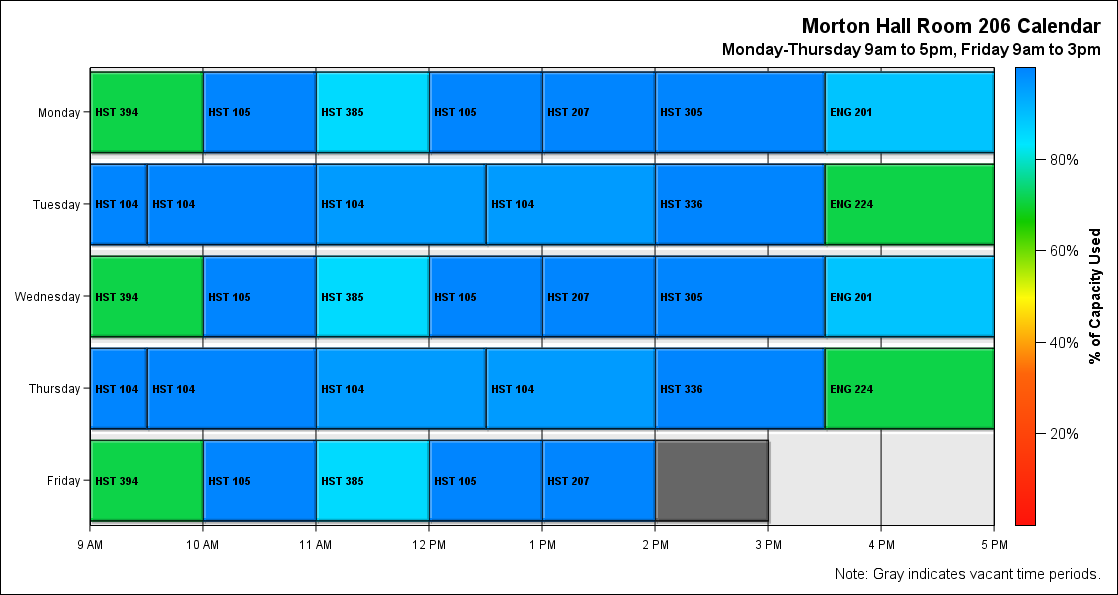 Morton Hall Room 206 Calendar
Monday-Thursday 9am to 5pm, Friday 9am to 3pm
Monday HST 394 HST 105 HST 385 HST 105 HST 207 HST 305 ENG 201
80%
Tuesday HST 104 HST 104 HST 104 HST 104 HST 336 ENG 224
60%
% of Capacity Used
Wednesday HST 394 HST 105 HST 385 HST 105 HST 207 HST 305 ENG 201
40%
Thursday HST 104 HST 104 HST 104 HST 104 HST 336 ENG 224
20%
Friday HST 394 HST 105 HST 385 HST 105 HST 207
9 AM 10 AM 11 AM 12 PM 1 PM 2 PM 3 PM 4 PM 5 PM
Note: Gray indicates vacant time periods.